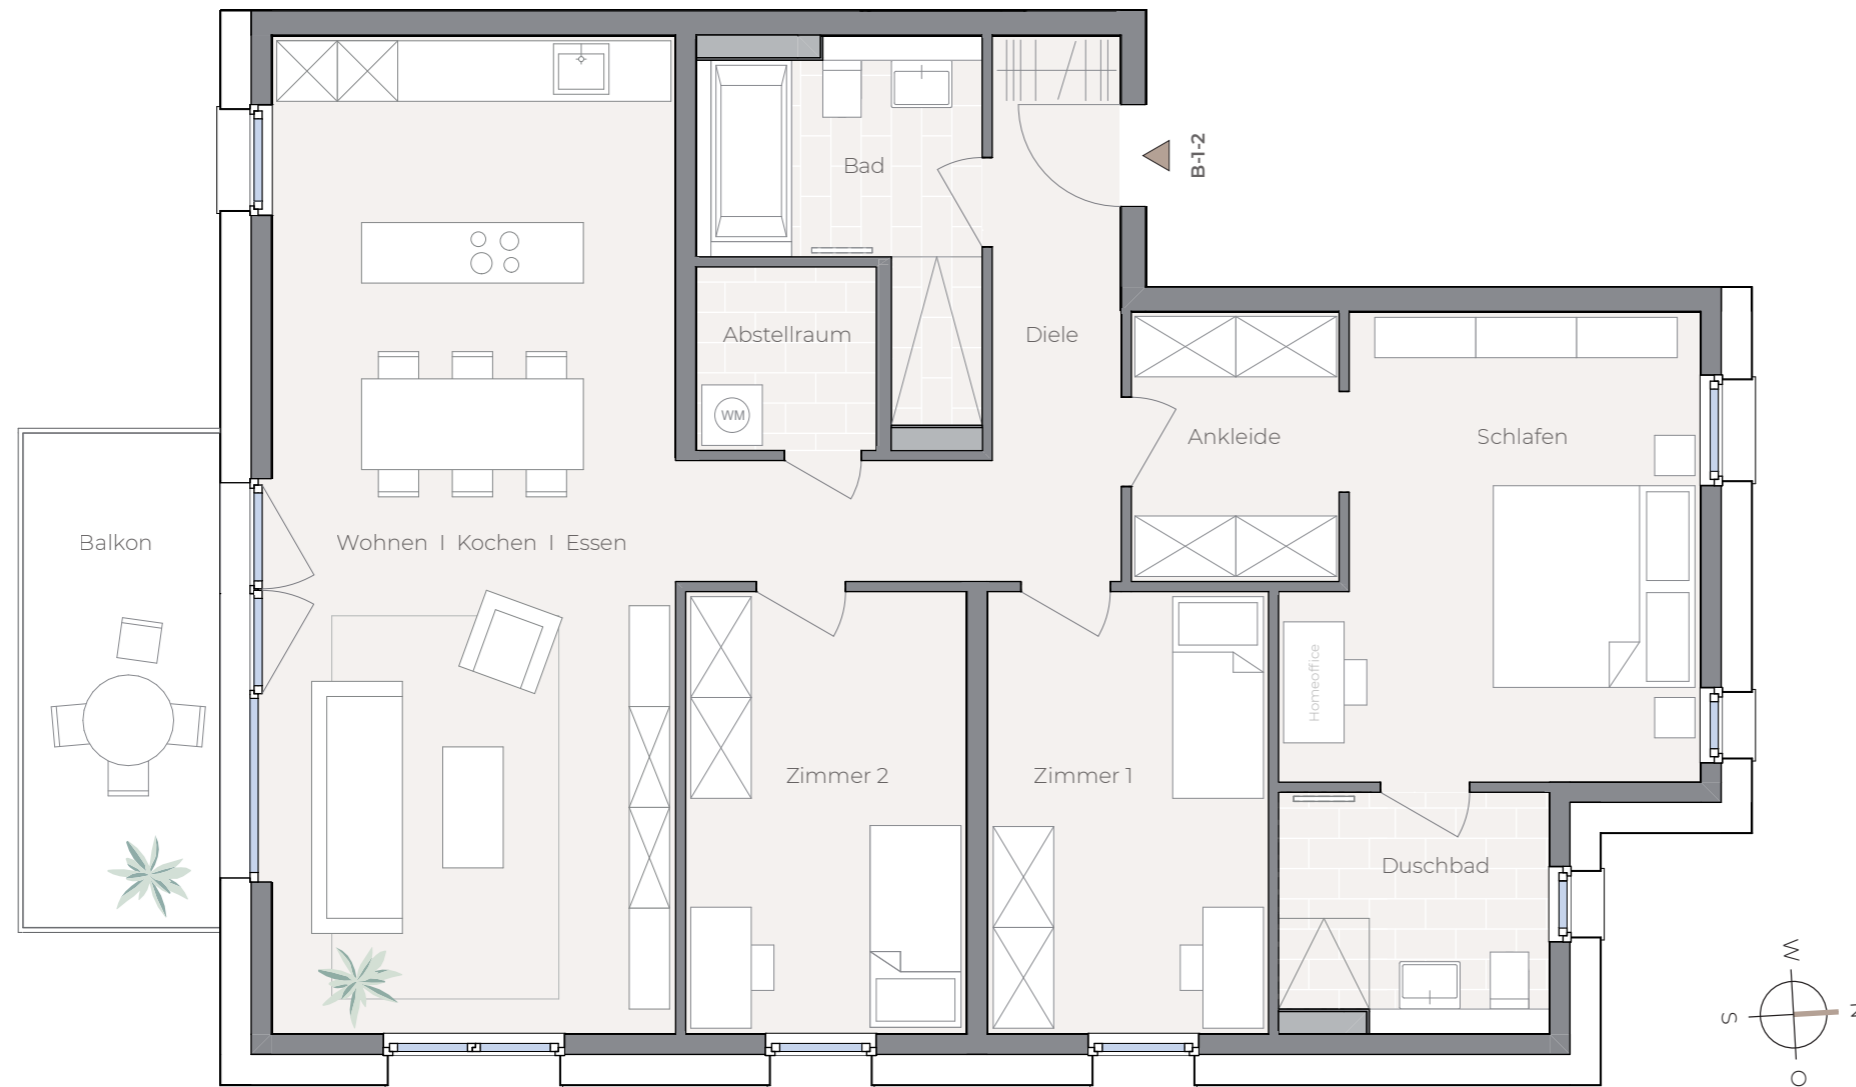 B-1-2
Bad
Abstellraum
Diele
WM
Ankleide
Schlafen
Balkon
Wohnen I Kochen I Essen
Homeoffice
Zimmer 2
Zimmer 1
Duschbad
W
S
N
O